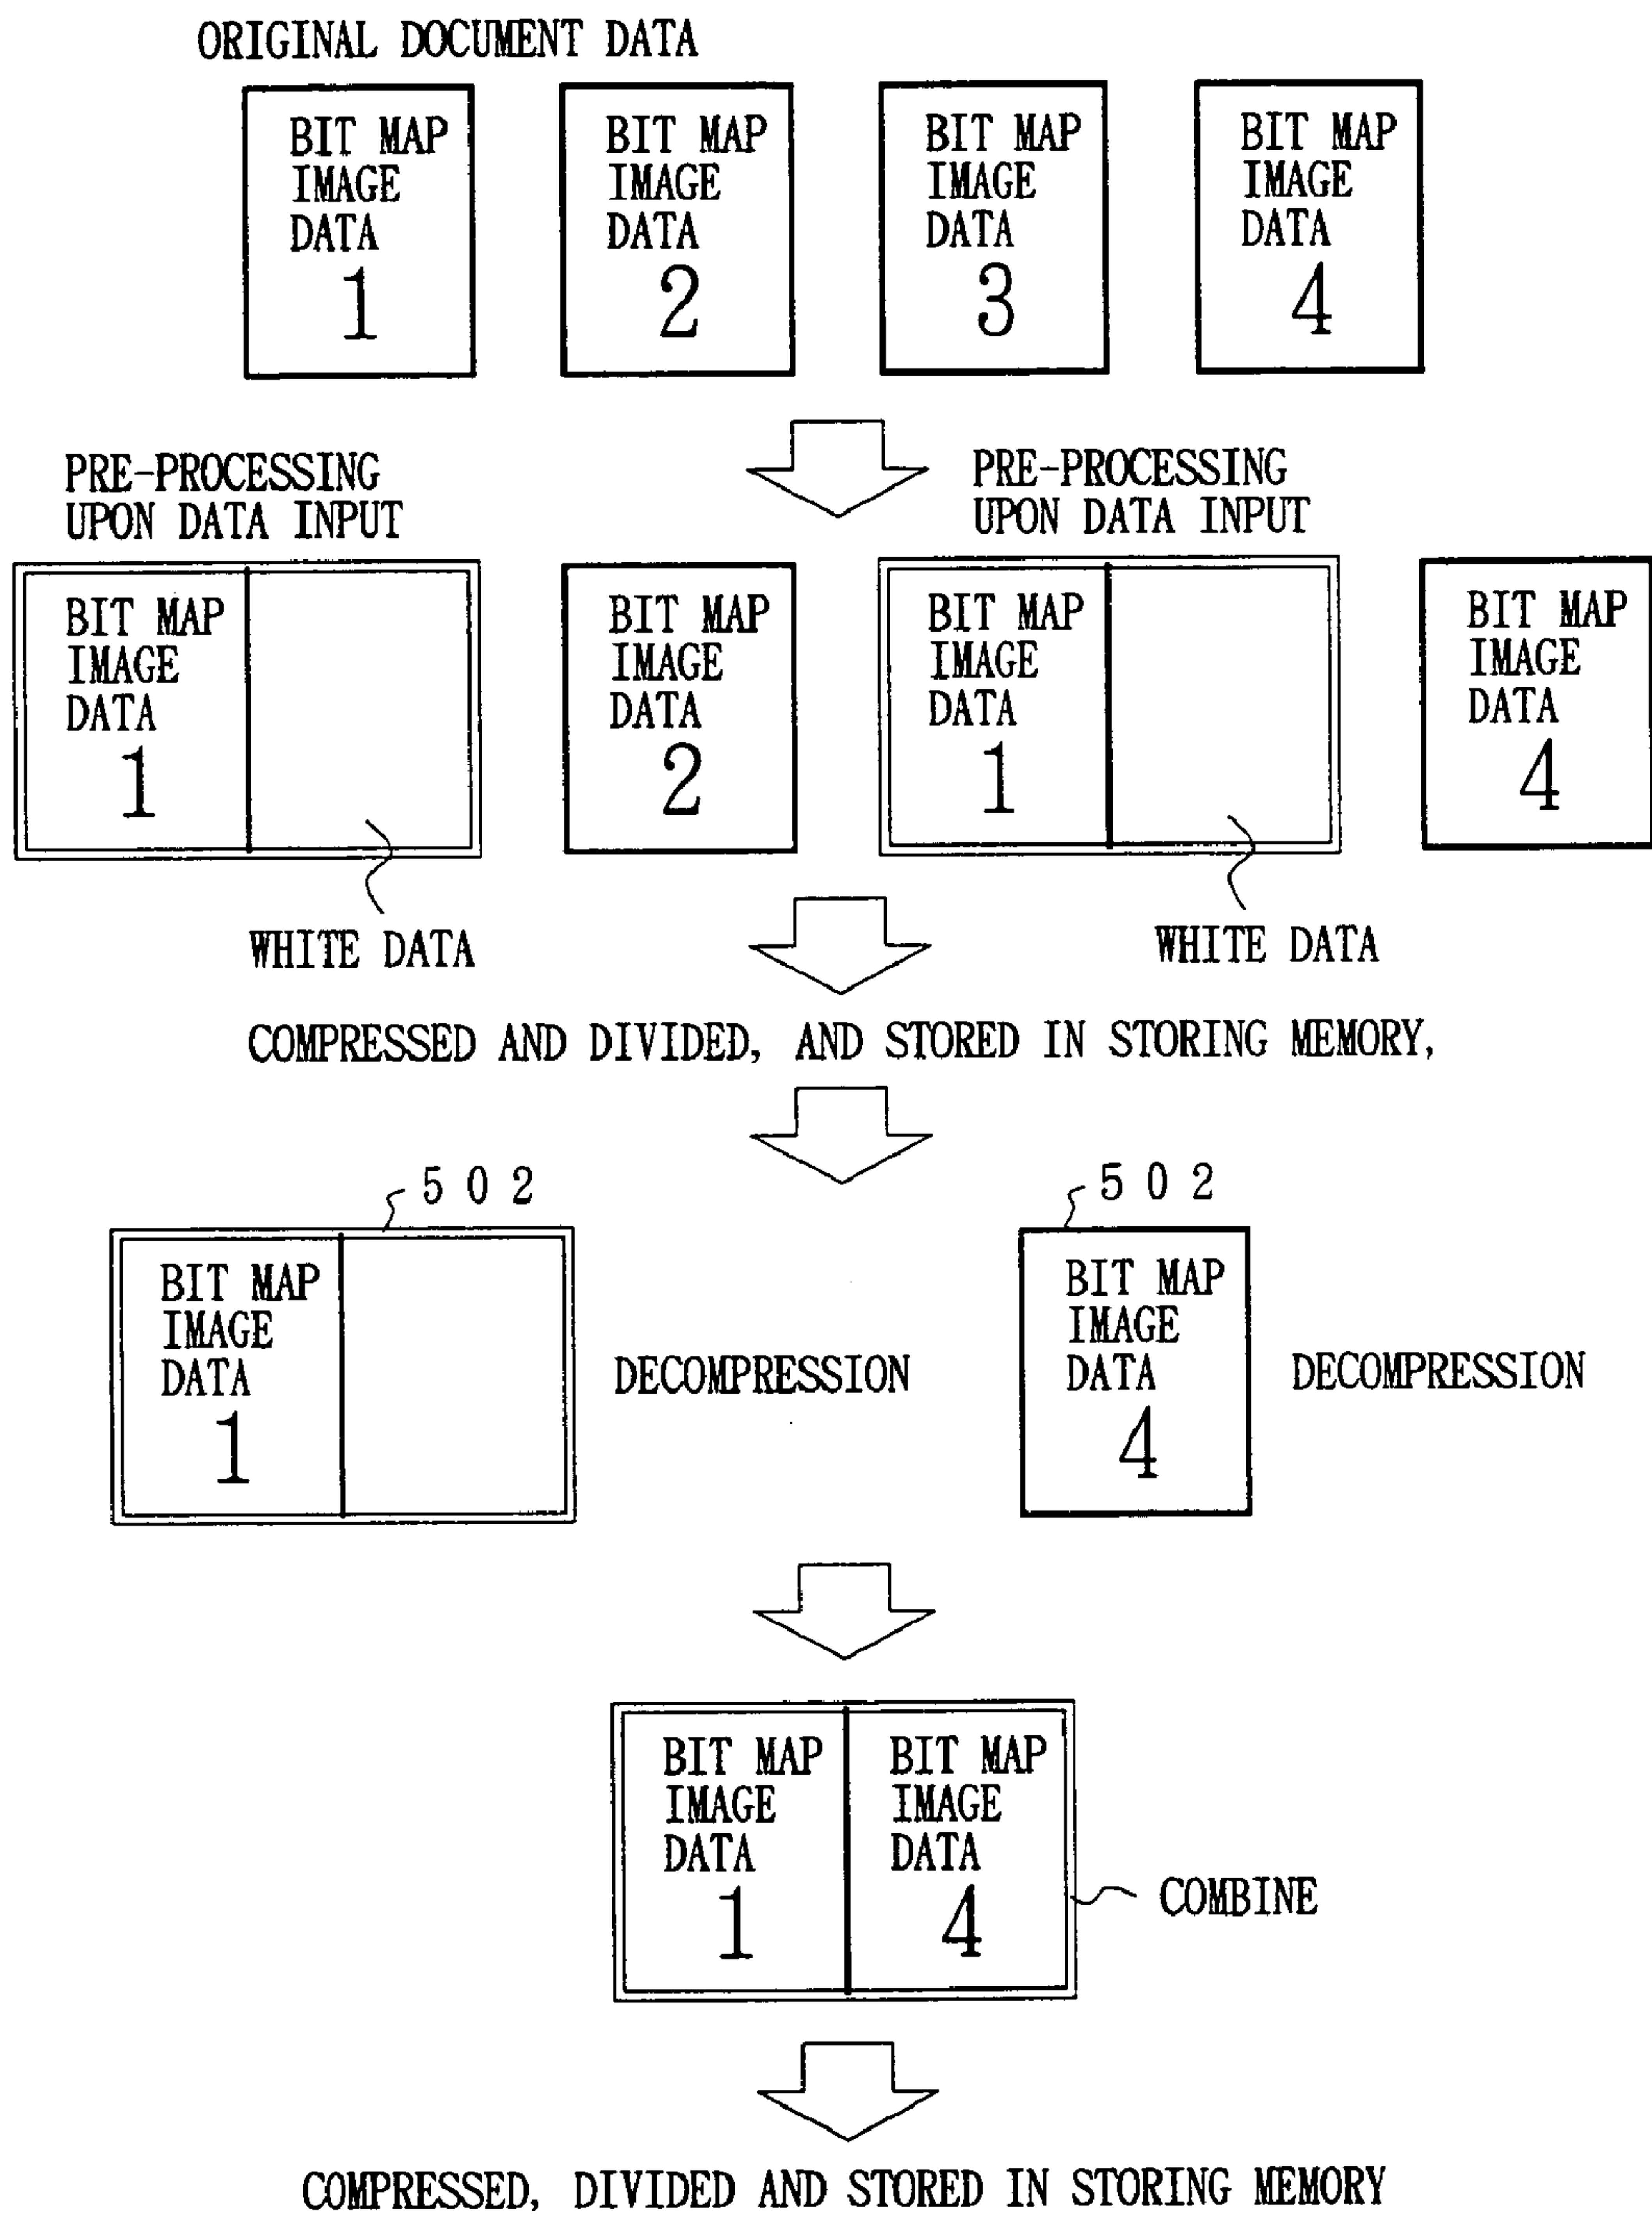 ORIGINAL DOCUMENT DATA
BIT MAP
IMAGE
DATA
1
BIT MAP
IMAGE
DATA
2
BIT MAP
IMAGE
DATA
3
BIT MAP
IMAGE
DATA
4
PRE-PROCESSING
UPON DATA INPUT
PRE-PROCESSING
UPON DATA INPUT
BIT MAP
IMAGE
DATA
1
BIT MAP
IMAGE
DATA
2
BIT MAP
IMAGE
DATA
1
BIT MAP
IMAGE
DATA
4
WHITE DATA
WHITE DATA
COMPRESSED AND DIVIDED, AND STORED IN STORING MEMORY,
502
BIT MAP
IMAGE
DATA
1
DECOMPRESSION
502
BIT MAP
IMAGE
DATA
4
DECOMPRESSION
BIT MAP
IMAGE
DATA
1
BIT MAP
IMAGE
DATA
4
COMBINE
COMPRESSED, DIVIDED AND STORED IN STORING MEMORY